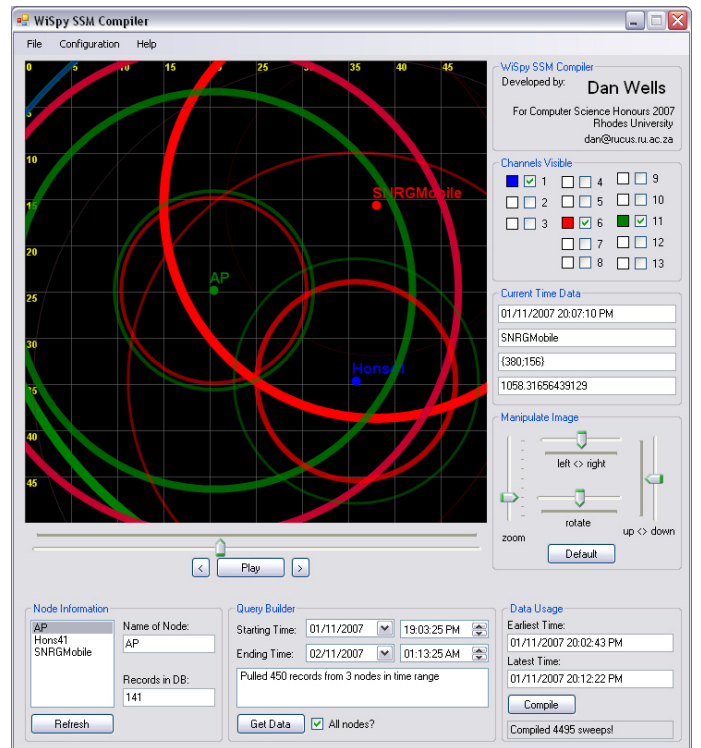 WiSpy SSM Compiler
File Configuration Help
0 5 10 15 25 35 40 45
5
10
15
20
25
30
35
40
45
SNRGMobile
AP
Hons41
WiSpy SSM Compiler
Developed by: Dan Wells
For Computer Science Honours 2007
Rhodes University
dan@rucus.ru.ac.za
Channels Visible
1 4 9
2 5 10
3 6 11
7 12
8 13
Current Time Data
01/11/2007 20:07:10 PM
SNRGMobile
{380;156}
1058.31656439129
Manipulate Image
left <> right
rotate
zoom
up <> down
Default
< Play >
Node Information
AP
Hons41
SNRGMobile
Name of Node:
AP
Records in DB:
141
Refresh
Query Builder
Starting Time: 01/11/2007 19:03:25 PM
Ending Time: 02/11/2007 01:13:25 AM
Pulled 450 records from 3 nodes in time range
Get Data All nodes?
Data Usage
Earliest Time:
01/11/2007 20:02:43 PM
Latest Time:
01/11/2007 20:12:22 PM
Compile
Compiled 4495 sweeps!